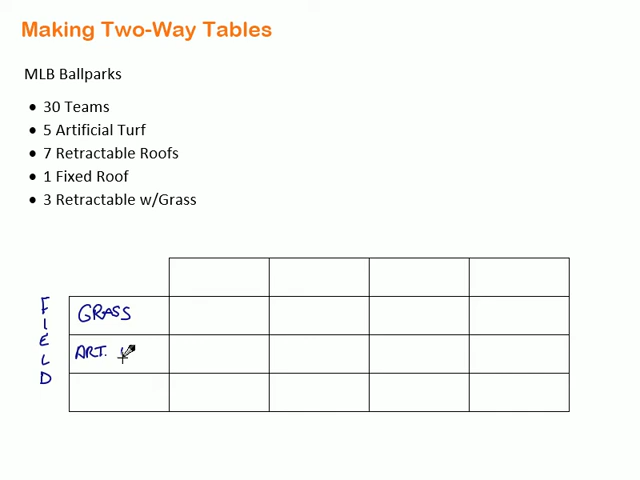 Making Two-Way Tables
MLB Ballparks
• 30 Teams
• 5 Artificial Turf
• 7 Retractable Roofs
• 1 Fixed Roof
• 3 Retractable w/Grass
FIELD
GRASS
ART.